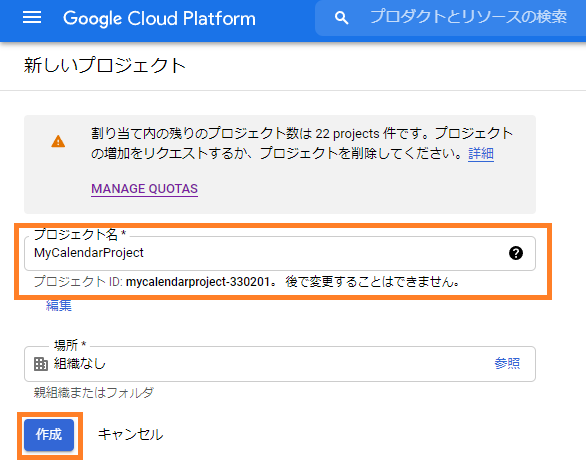 Google Cloud Platform
プロダクトとリソースの検索
新しいプロジェクト
割り当て内の残りのプロジェクト数は 22 projects 件です。プロジェクト
の増加をリクエストするか、プロジェクトを削除してください。詳細
MANAGE QUOTAS
プロジェクト名 *
MyCalendarProject
プロジェクト ID: mycalendarproject-330201。 後で変更することはできません。
編集
場所 *
組織なし
参照
親組織またはフォルダ
作成
キャンセル